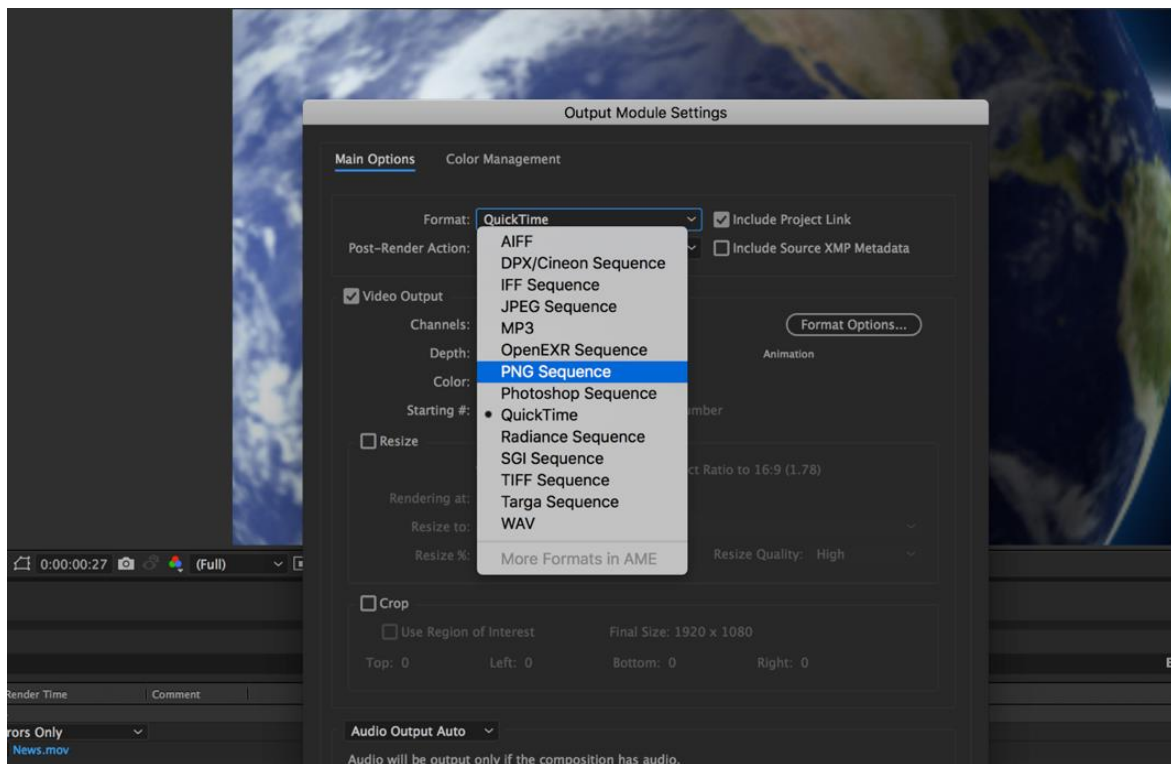 Output Module Settings
Main Options Color Management
Format: QuickTime Include Project Link
AIFF
Post-Render Action: Include Source XMP Metadata
DPX/Cineon Sequence
IFF Sequence
Video Output
JPEG Sequence
Channels: MP3 Format Options...
Depth: OpenEXR Sequence Animation
PNG Sequence
Color: Photoshop Sequence
Starting #: QuickTime umber
Resize Radiance Sequence
SGI Sequence ct Ratio to 16:9 (1.78)
TIFF Sequence
Rendering at: Targa Sequence
Resize to: WAV
Resize %: More Formats in AME Resize Quality: High
0:00:00:27 (Full)
Crop
Use Region of Interest Final Size: 1920 x 1080
Top: 0 Left: 0 Bottom: 0 Right: 0
Render Time Comment
rors Only Audio Output Auto
News.mov
Audio will be output only if the composition has audio.